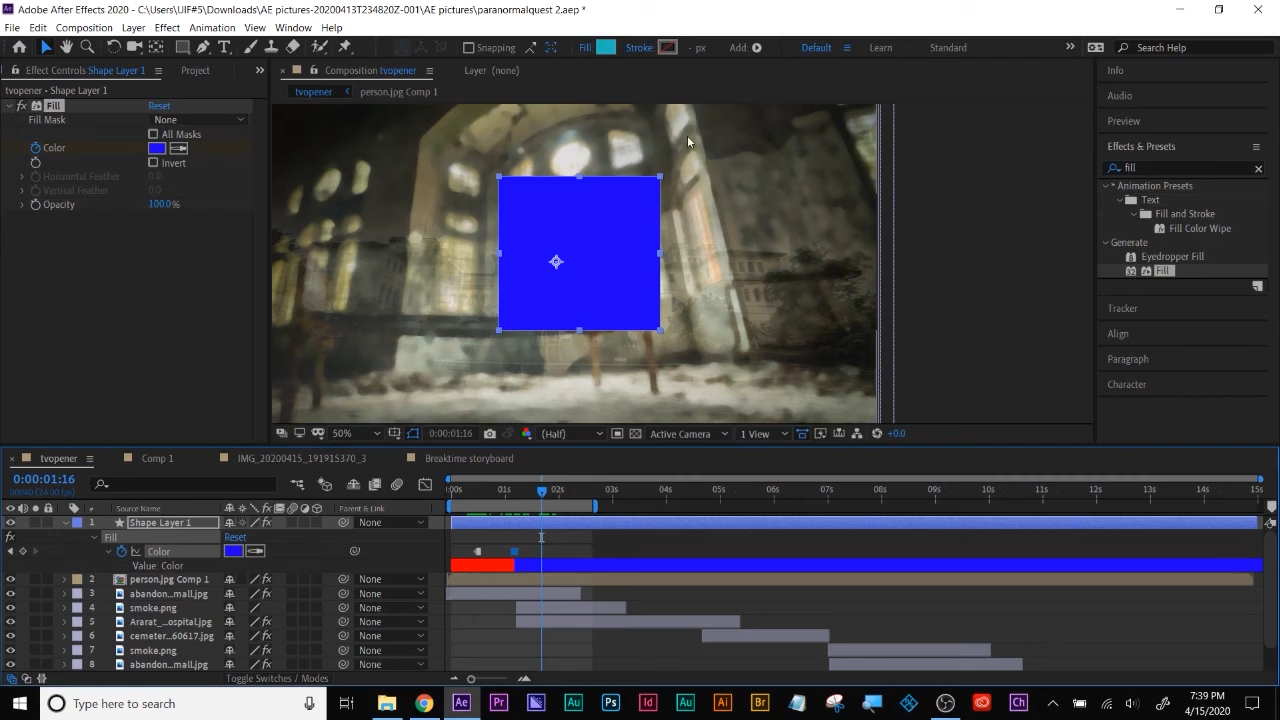 Adobe After Effects 2020 - C:\Users\UIF#5\Downloads\AE pictures-20200413T234820Z-001\AE pictures\paranormalquest 2.aep *
File Edit Composition Layer Effect Animation View Window Help
Snapping Fill: Stroke: - px Add: Default Learn Standard Search Help
Effect Controls Shape Layer 1 Project Composition tvopener Layer (none) Info
tvopener • Shape Layer 1 tvopener person.jpg Comp 1 Audio
fx Fill Reset
Fill Mask None Preview
All Masks
Color Effects & Presets
Invert fill
Horizontal Feather 0.0 * Animation Presets
Vertical Feather 0.0 Text
Opacity 100.0 % Fill and Stroke
Fill Color Wipe
Generate
Eyedropper Fill
Fill
Tracker
Align
Paragraph
Character
50% 0:00:01:16 (Half) Active Camera 1 View +0.0
tvopener Comp 1 IMG_20200415_191915370_3 Breaktime storyboard
0:00:01:16
00040 (24.00 fps)
:00s 01s 02s 03s 04s 05s 06s 07s 08s 09s 10s 11s 12s 13s 14s 15s
# Source Name Parent & Link
1 Shape Layer 1 None
fx Fill Reset
Color
Value: Color
2 person.jpg Comp 1 None
3 abandon...mall.jpg None
4 smoke.png None
5 Ararat_...ospital.jpg None
6 cemeter...60617.jpg None
7 smoke.png None
8 abandon...mall.jpg None
Toggle Switches / Modes
Type here to search Ae Pr Au Ps Id Au Ai Br Ch 7:39 PM
4/15/2020